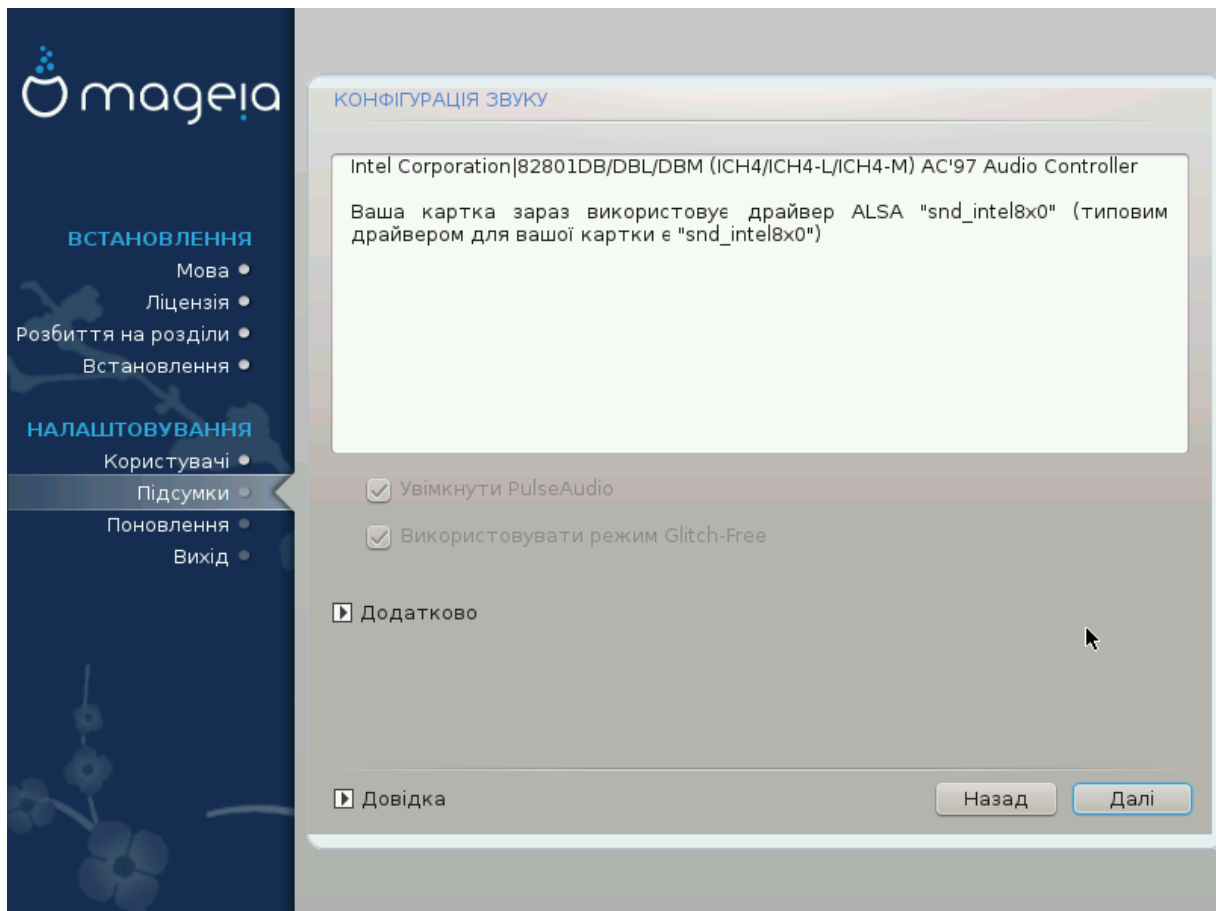 mageia
ВСТАНОВЛЕННЯ
Мова
Ліцензія
Розбиття на розділи
Встановлення
НАЛАШТОВУВАННЯ
Користувачі
Підсумки
Поновлення
Вихід
КОНФІГУРАЦІЯ ЗВУКУ
Intel Corporation|82801DB/DBL/DBM (ICH4/ICH4-L/ICH4-M) AC'97 Audio Controller
Ваша картка зараз використовує драйвер ALSA "snd_intel8x0" (типовим
драйвером для вашої картки є "snd_intel8x0")
Увімкнути PulseAudio
Використовувати режим Glitch-Free
Додатково
Довідка
Назад
Далі